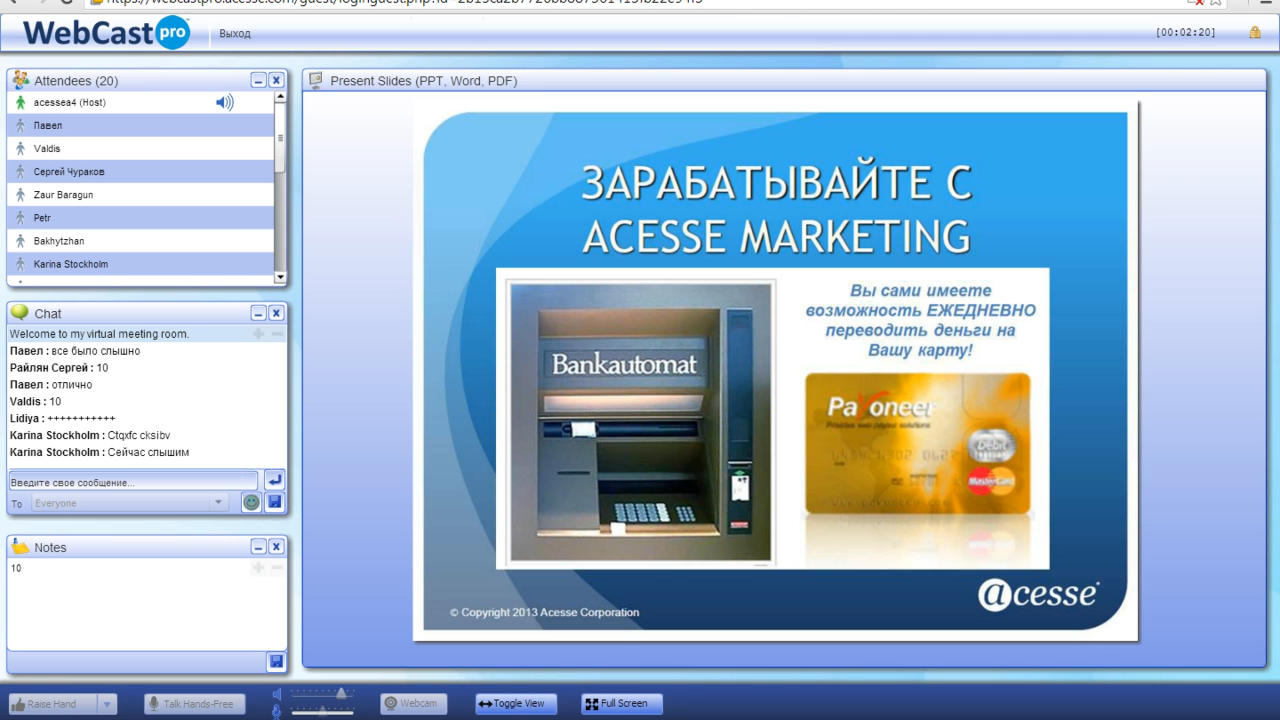 WebCast pro
Выход
[00:02:20]
Attendees (20)
acessea4 (Host)
Павел
Valdis
Сергей Чураков
Zaur Baragun
Petr
Bakhytzhan
Karina Stockholm
Chat
Welcome to my virtual meeting room.
Павел : все было слышно
Райлян Сергей : 10
Павел : отлично
Valdis : 10
Lidiya : +++++++++++
Karina Stockholm : Ctqxfc cksibv
Karina Stockholm : Сейчас слышим
Введите свое сообщение...
To Everyone
Notes
10
Present Slides (PPT, Word, PDF)
ЗАРАБАТЫВАЙТЕ С
ACESSE MARKETING
Bankautomat
Вы сами имеете
возможность ЕЖЕДНЕВНО
переводить деньги на
Вашу карту!
Payoneer
Debit
MasterCard
© Copyright 2013 Acesse Corporation
acesse
Raise Hand
Talk Hands-Free
Webcam
Toggle View
Full Screen